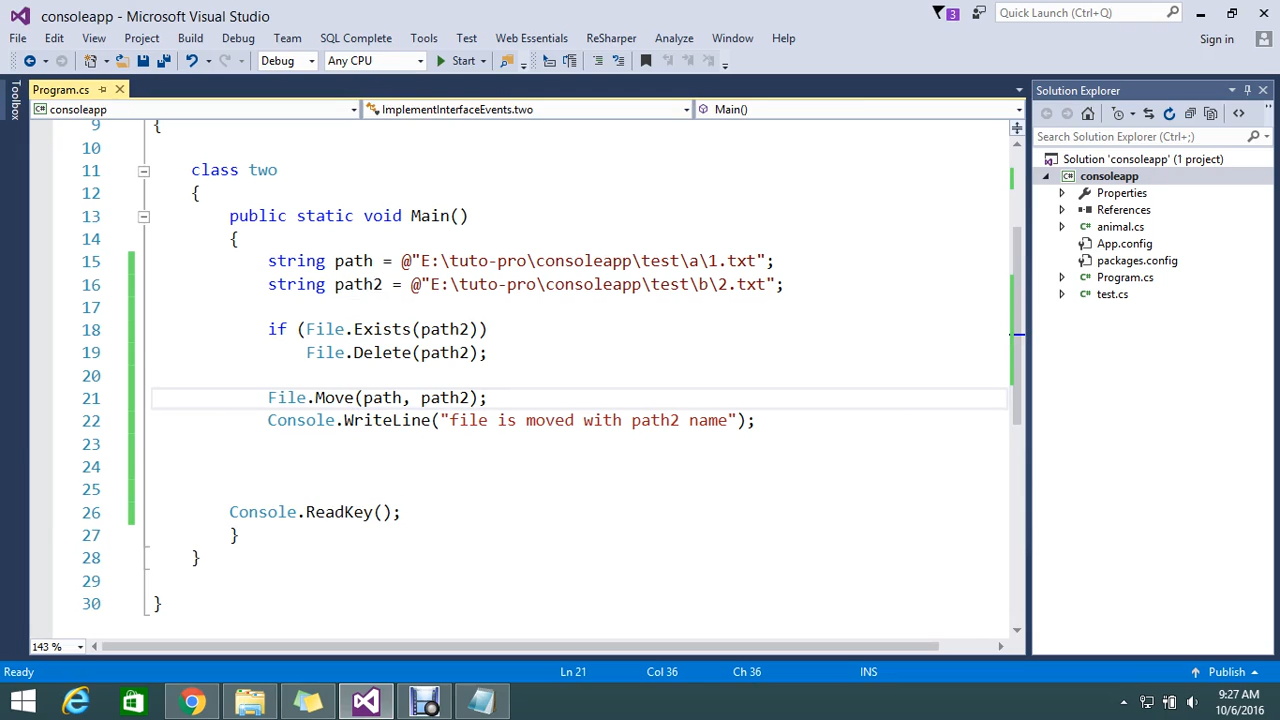 consoleapp - Microsoft Visual Studio
3
Quick Launch (Ctrl+Q)
File Edit View Project Build Debug Team SQL Complete Tools Test Web Essentials ReSharper Analyze Window Help
Sign in
Debug Any CPU Start
Toolbox
Program.cs
consoleapp ImplementInterfaceEvents.two Main()
9 {
10
11 class two
12 {
13 public static void Main()
14 {
15 string path = @"E:\tuto-pro\consoleapp\test\a\1.txt";
16 string path2 = @"E:\tuto-pro\consoleapp\test\b\2.txt";
17
18 if (File.Exists(path2))
19 File.Delete(path2);
20
21 File.Move(path, path2);
22 Console.WriteLine("file is moved with path2 name");
23
24
25
26 Console.ReadKey();
27 }
28 }
29
30 }
143 %
Solution Explorer
Search Solution Explorer (Ctrl+;)
Solution 'consoleapp' (1 project)
C# consoleapp
Properties
References
C# animal.cs
App.config
packages.config
C# Program.cs
C# test.cs
Ready Ln 21 Col 36 Ch 36 INS Publish
9:27 AM
10/6/2016